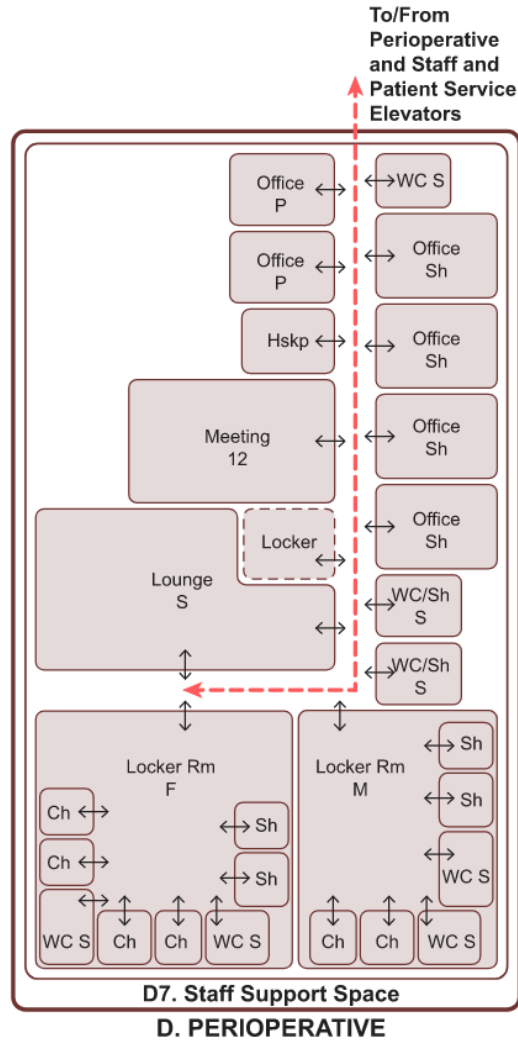 To/From
Perioperative
and Staff and
Patient Service
Elevators
Office
P
WC S
Office
Sh
Office
P
Hskp
Office
Sh
Meeting
12
Office
Sh
Locker
Office
Sh
Lounge
S
WC/Sh
S
WC/Sh
S
Locker Rm
F
Locker Rm
M
Sh
Ch
Sh
Sh
Ch
Sh
WC S
WC S
Ch
Ch
WC S
Ch
Ch
WC S
D7. Staff Support Space
D. PERIOPERATIVE